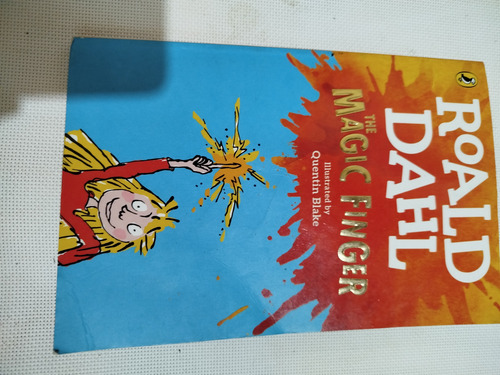 ROALD
DAHL
THE
MAGIC FINGER
Illustrated by
Quentin Blake